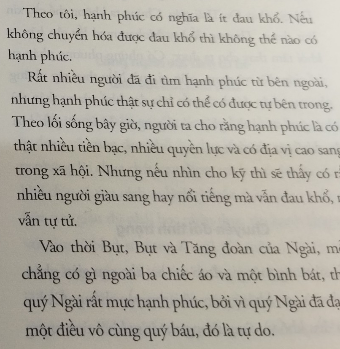 Theo tôi, hạnh phúc có nghĩa là ít đau khổ. Nếu
không chuyển hóa được đau khổ thì không thể nào có
hạnh phúc.
Rất nhiều người đã đi tìm hạnh phúc từ bên ngoài,
nhưng hạnh phúc thật sự chỉ có thể có được tự bên trong.
Theo lối sống bây giờ, người ta cho rằng hạnh phúc là có
thật nhiều tiền bạc, nhiều quyền lực và có địa vị cao sang
trong xã hội. Nhưng nếu nhìn cho kỹ thì sẽ thấy có
nhiều người giàu sang hay nổi tiếng mà vẫn đau khổ,
vẫn tự tử.
Vào thời Bụt, Bụt và Tăng đoàn của Ngài,
chẳng có gì ngoài ba chiếc áo và một bình bát,
quý Ngài rất mực hạnh phúc, bởi vì quý Ngài đã
một điều vô cùng quý báu, đó là tự do.